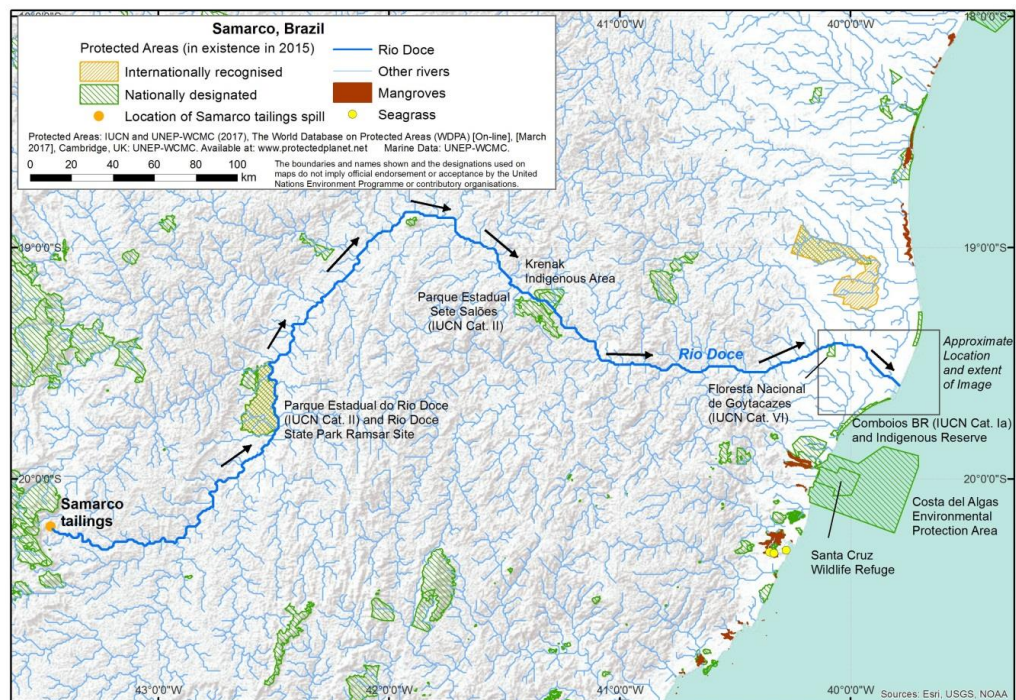 42°0'0"W
41°0'0"W
40°0'0"W
18°0'0"S
Samarco, Brazil
Protected Areas (in existence in 2015)
Internationally recognised
Nationally designated
Location of Samarco tailings spill
Rio Doce
Other rivers
Mangroves
Seagrass
Protected Areas: IUCN and UNEP-WCMC (2017), The World Database on Protected Areas (WDPA) [On-line], [March
2017], Cambridge, UK: UNEP-WCMC. Available at: www.protectedplanet.net Marine Data: UNEP-WCMC.
0 20 40 60 80 100
km
The boundaries and names shown and the designations used on
maps do not imply official endorsement or acceptance by the United
Nations Environment Programme or contributory organisations.
19°0'0"S
19°0'0"S
Krenak
Indigenous Area
Parque Estadual
Sete Salões
(IUCN Cat. II)
Rio Doce
Approximate
Location
and extent
of Image
Floresta Nacional
de Goytacazes
(IUCN Cat. VI)
Parque Estadual do Rio Doce
(IUCN Cat. II) and Rio Doce
State Park Ramsar Site
Comboios BR (IUCN Cat. Ia)
and Indigenous Reserve
20°0'0"S
20°0'0"S
Samarco
tailings
Costa del Algas
Environmental
Protection Area
Santa Cruz
Wildlife Refuge
43°0'0"W
42°0'0"W
41°0'0"W
40°0'0"W
Sources: Esri, USGS, NOAA